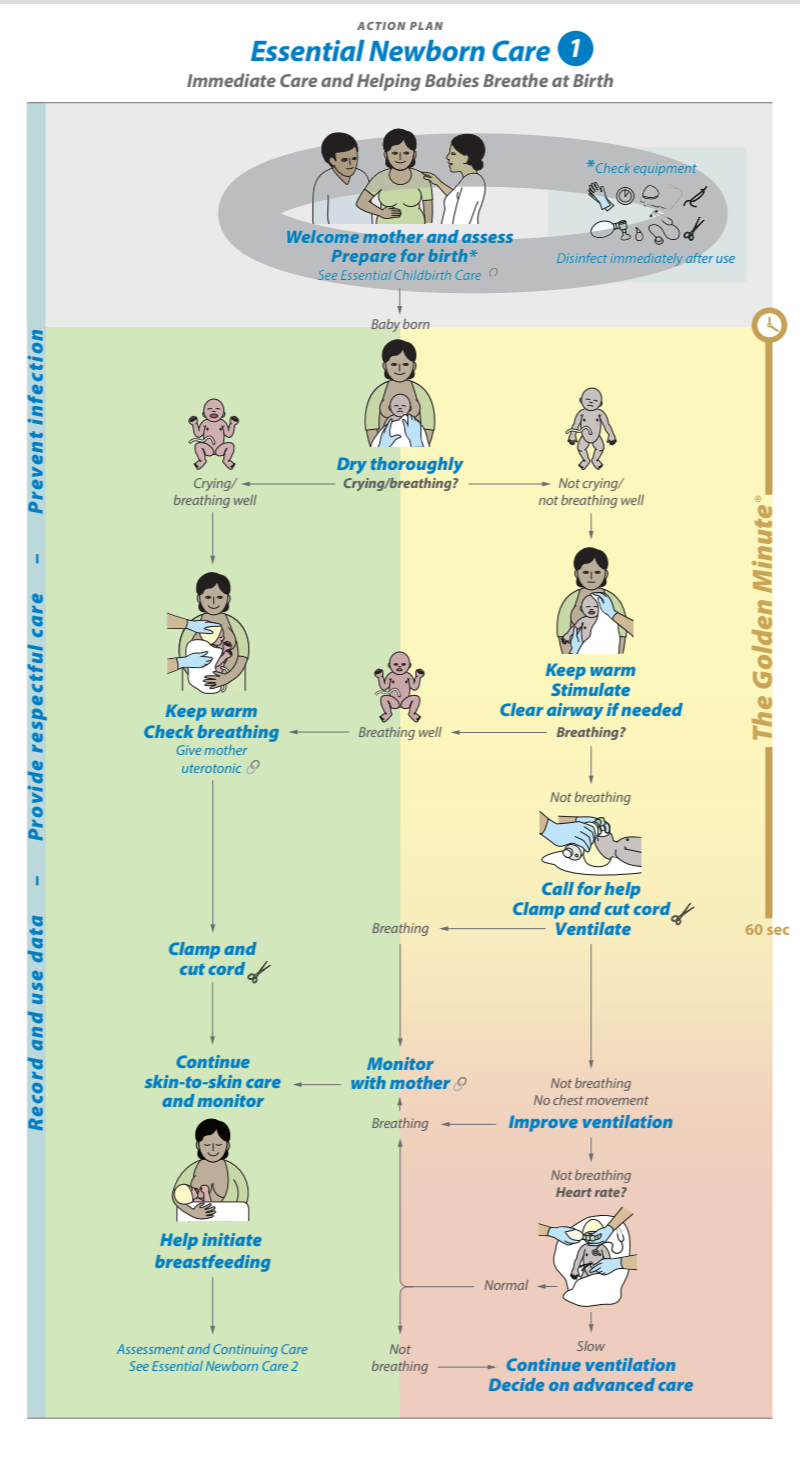 ACTION PLAN
Essential Newborn Care 1
Immediate Care and Helping Babies Breathe at Birth
*Check equipment
Welcome mother and assess
Prepare for birth*
See Essential Childbirth Care
Disinfect immediately after use
Baby born
Dry thoroughly
Crying/breathing?
Crying/
breathing well
Not crying/
not breathing well
Keep warm
Stimulate
Clear airway if needed
Breathing?
Breathing well
Keep warm
Check breathing
Give mother
uterotonic
Not breathing
Call for help
Clamp and cut cord
Ventilate
Breathing
Clamp and
cut cord
Continue
skin-to-skin care
and monitor
Monitor
with mother
Not breathing
No chest movement
Improve ventilation
Breathing
Not breathing
Heart rate?
Help initiate
breastfeeding
Normal
Slow
Not
breathing
Continue ventilation
Decide on advanced care
Assessment and Continuing Care
See Essential Newborn Care 2
Record and use data – Provide respectful care – Prevent infection
The Golden Minute®
60 sec